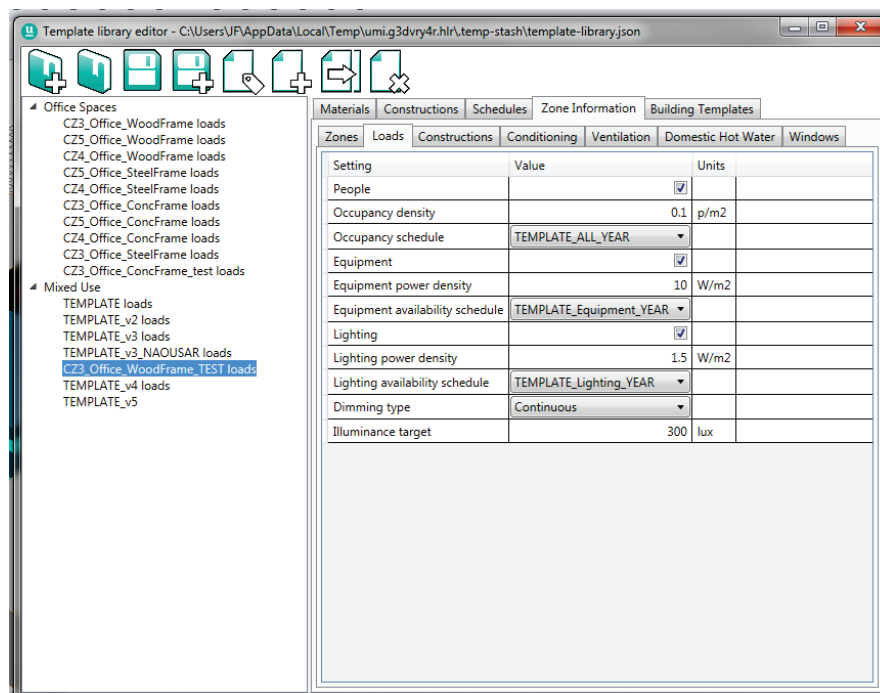 Template library editor - C:\Users\JF\AppData\Local\Temp\umi.g3dvry4r.hlr\.temp-stash\template-library.json
Office Spaces
CZ3_Office_WoodFrame loads
CZ5_Office_WoodFrame loads
CZ4_Office_WoodFrame loads
CZ5_Office_SteelFrame loads
CZ4_Office_SteelFrame loads
CZ3_Office_ConcFrame loads
CZ5_Office_ConcFrame loads
CZ4_Office_ConcFrame loads
CZ3_Office_SteelFrame loads
CZ3_Office_ConcFrame_test loads
Mixed Use
TEMPLATE loads
TEMPLATE_v2 loads
TEMPLATE_v3 loads
TEMPLATE_v3_NAOUSAR loads
CZ3_Office_WoodFrame_TEST loads
TEMPLATE_v4 loads
TEMPLATE_v5
Materials Constructions Schedules Zone Information Building Templates
Zones Loads Constructions Conditioning Ventilation Domestic Hot Water Windows
Setting Value Units
People
Occupancy density 0.1 p/m2
Occupancy schedule TEMPLATE_ALL_YEAR
Equipment
Equipment power density 10 W/m2
Equipment availability schedule TEMPLATE_Equipment_YEAR
Lighting
Lighting power density 1.5 W/m2
Lighting availability schedule TEMPLATE_Lighting_YEAR
Dimming type Continuous
Illuminance target 300 lux